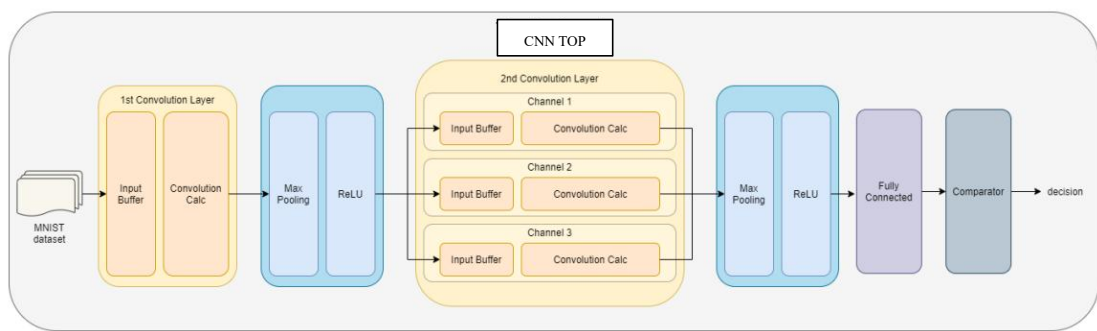 CNN TOP
1st Convolution Layer
2nd Convolution Layer
MNIST
dataset
Input
Buffer
Convolution
Calc
Max
Pooling
ReLU
Channel 1
Input Buffer
Convolution Calc
Channel 2
Input Buffer
Convolution Calc
Channel 3
Input Buffer
Convolution Calc
Max
Pooling
ReLU
Fully
Connected
Comparator
decision